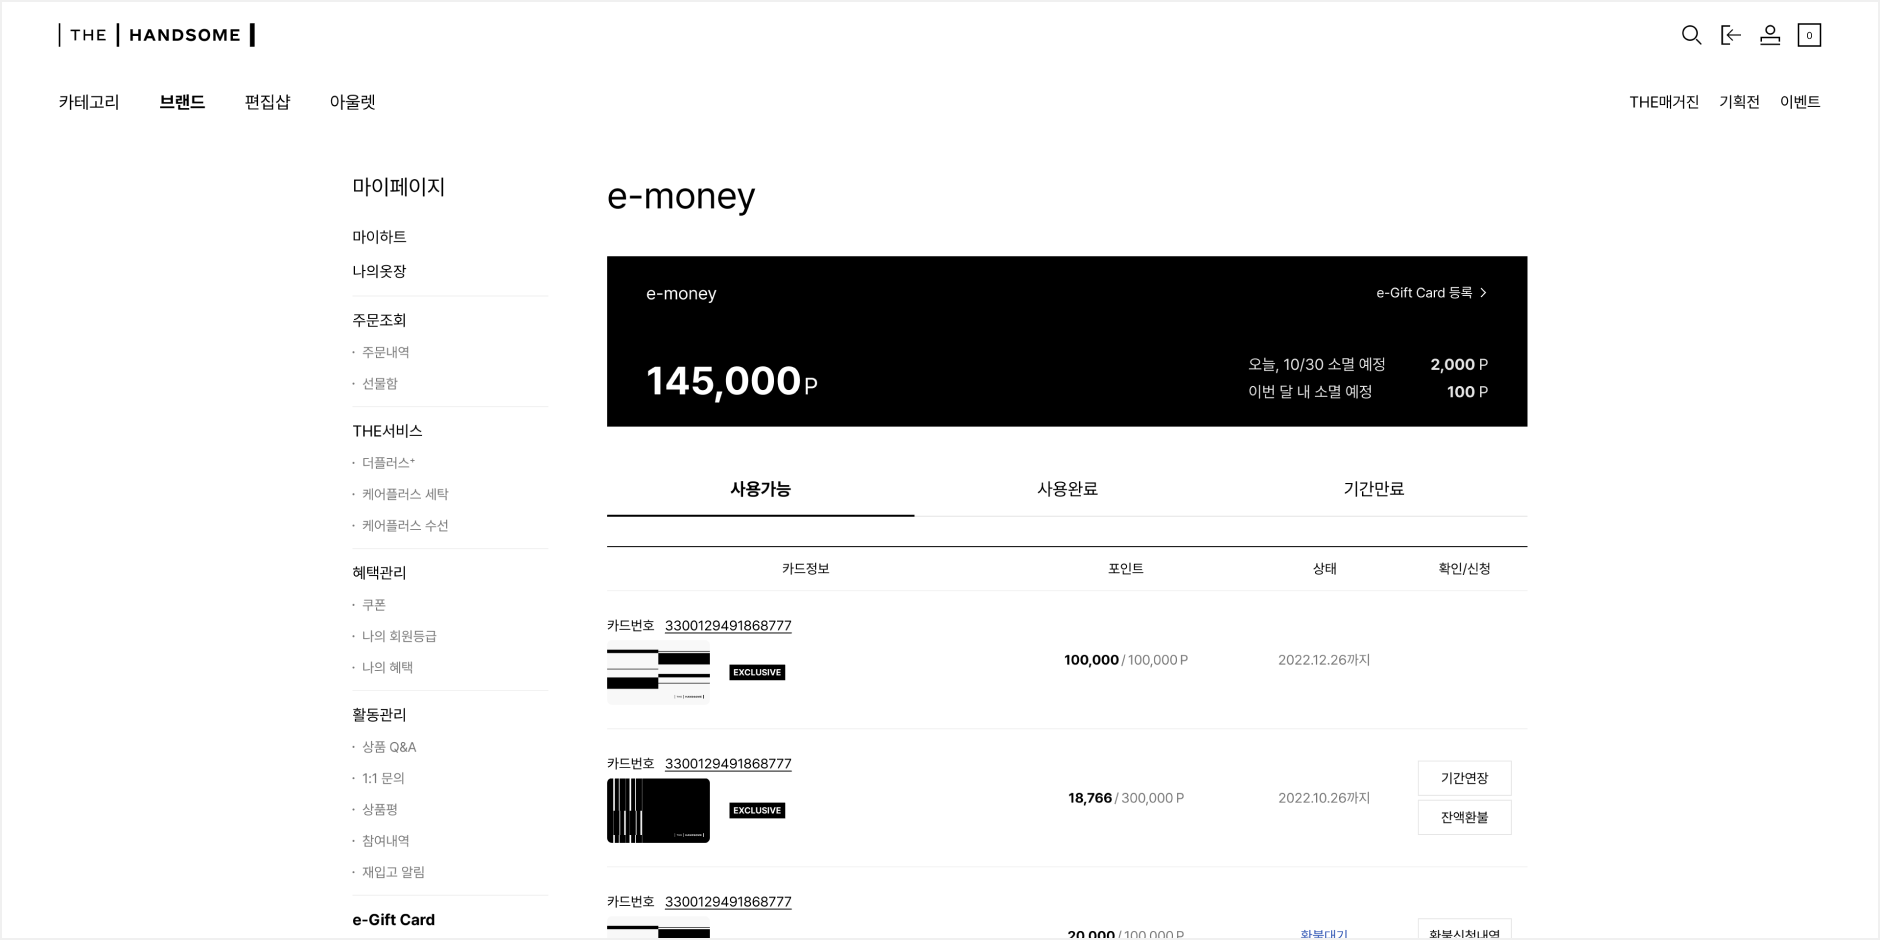 THE HANDSOME
0
카테고리 브랜드 편집샵 아울렛
THE매거진 기획전 이벤트
마이페이지
마이하트
나의옷장
주문조회
· 주문내역
· 선물함
THE서비스
· 더플러스⁺
· 케어플러스 세탁
· 케어플러스 수선
혜택관리
· 쿠폰
· 나의 회원등급
· 나의 혜택
활동관리
· 상품 Q&A
· 1:1 문의
· 상품평
· 참여내역
· 재입고 알림
e-Gift Card
e-money
e-money
e-Gift Card 등록
145,000 P
오늘, 10/30 소멸 예정 2,000 P
이번 달 내 소멸 예정 100 P
사용가능 사용완료 기간만료
카드정보 포인트 상태 확인/신청
카드번호 3300129491868777
THE HANDSOME
EXCLUSIVE
100,000 / 100,000 P
2022.12.26까지
카드번호 3300129491868777
THE HANDSOME
EXCLUSIVE
18,766 / 300,000 P
2022.10.26까지
기간연장
잔액환불
카드번호 3300129491868777
20,000 / 100,000 P
환불대기
환불신청내역